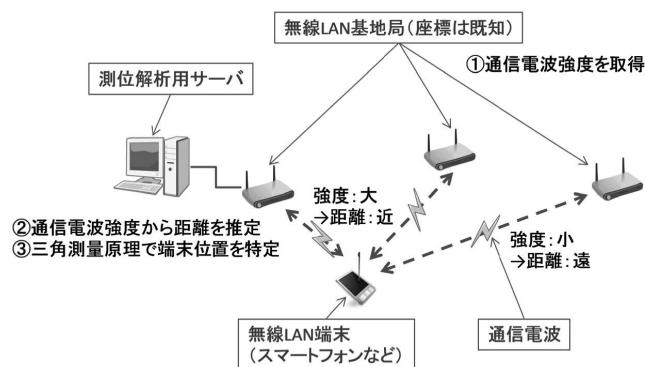 無線LAN基地局(座標は既知)
①通信電波強度を取得
測位解析用サーバ
強度:大
→距離:近
②通信電波強度から距離を推定
③三角測量原理で端末位置を特定
強度:小
→距離:遠
無線LAN端末
(スマートフォンなど)
通信電波